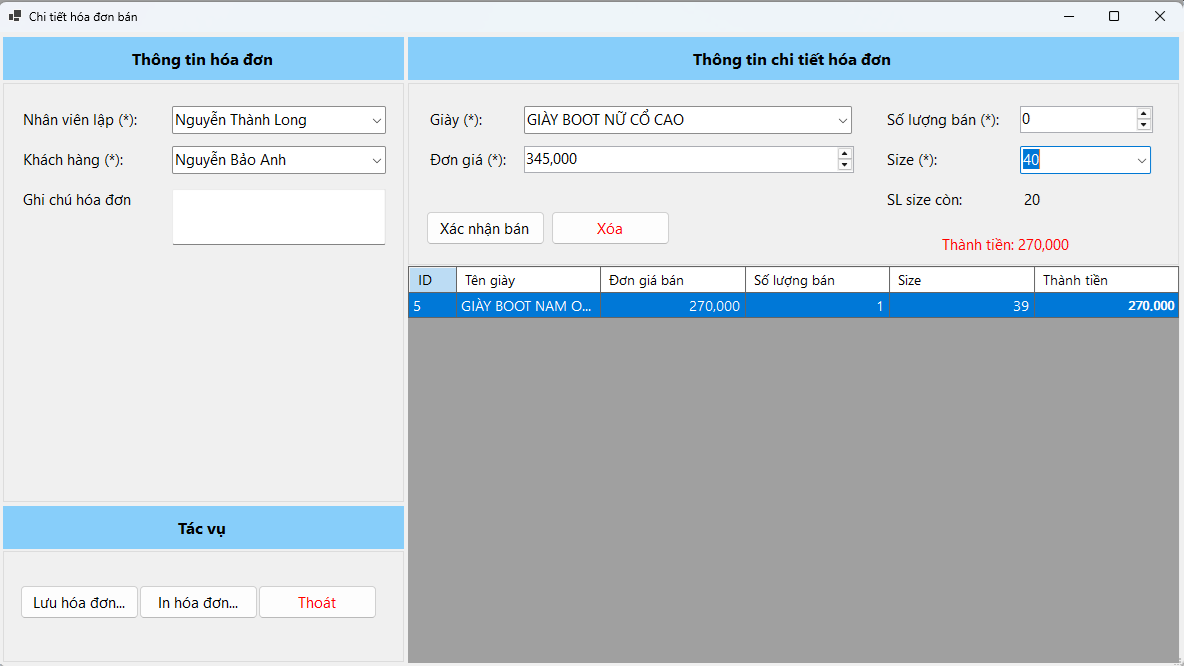 Chi tiết hóa đơn bán
Thông tin hóa đơn
Nhân viên lập (*): Nguyễn Thành Long
Khách hàng (*): Nguyễn Bảo Anh
Ghi chú hóa đơn
Tác vụ
Lưu hóa đơn... In hóa đơn... Thoát
Thông tin chi tiết hóa đơn
Giày (*): GIÀY BOOT NỮ CỔ CAO Số lượng bán (*): 0
Đơn giá (*): 345,000 Size (*): 40
SL size còn: 20
Xác nhận bán Xóa
Thành tiền: 270,000
ID Tên giày Đơn giá bán Số lượng bán Size Thành tiền
5 GIÀY BOOT NAM O... 270,000 1 39 270,000